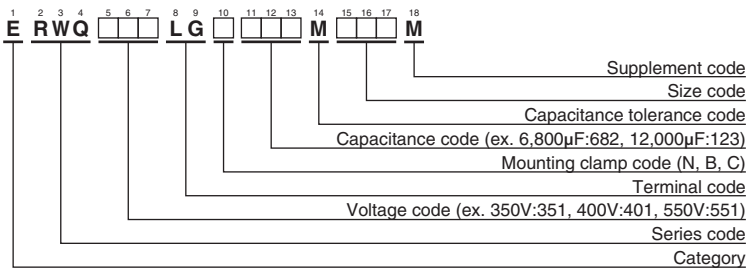 1 2 3 4 5 6 7 8 9 10 11 12 13 14 15 16 17 18
E RWQ □□□ LG □ □□□ M □□□ M
Supplement code
Size code
Capacitance tolerance code
Capacitance code (ex. 6,800μF:682, 12,000μF:123)
Mounting clamp code (N, B, C)
Terminal code
Voltage code (ex. 350V:351, 400V:401, 550V:551)
Series code
Category